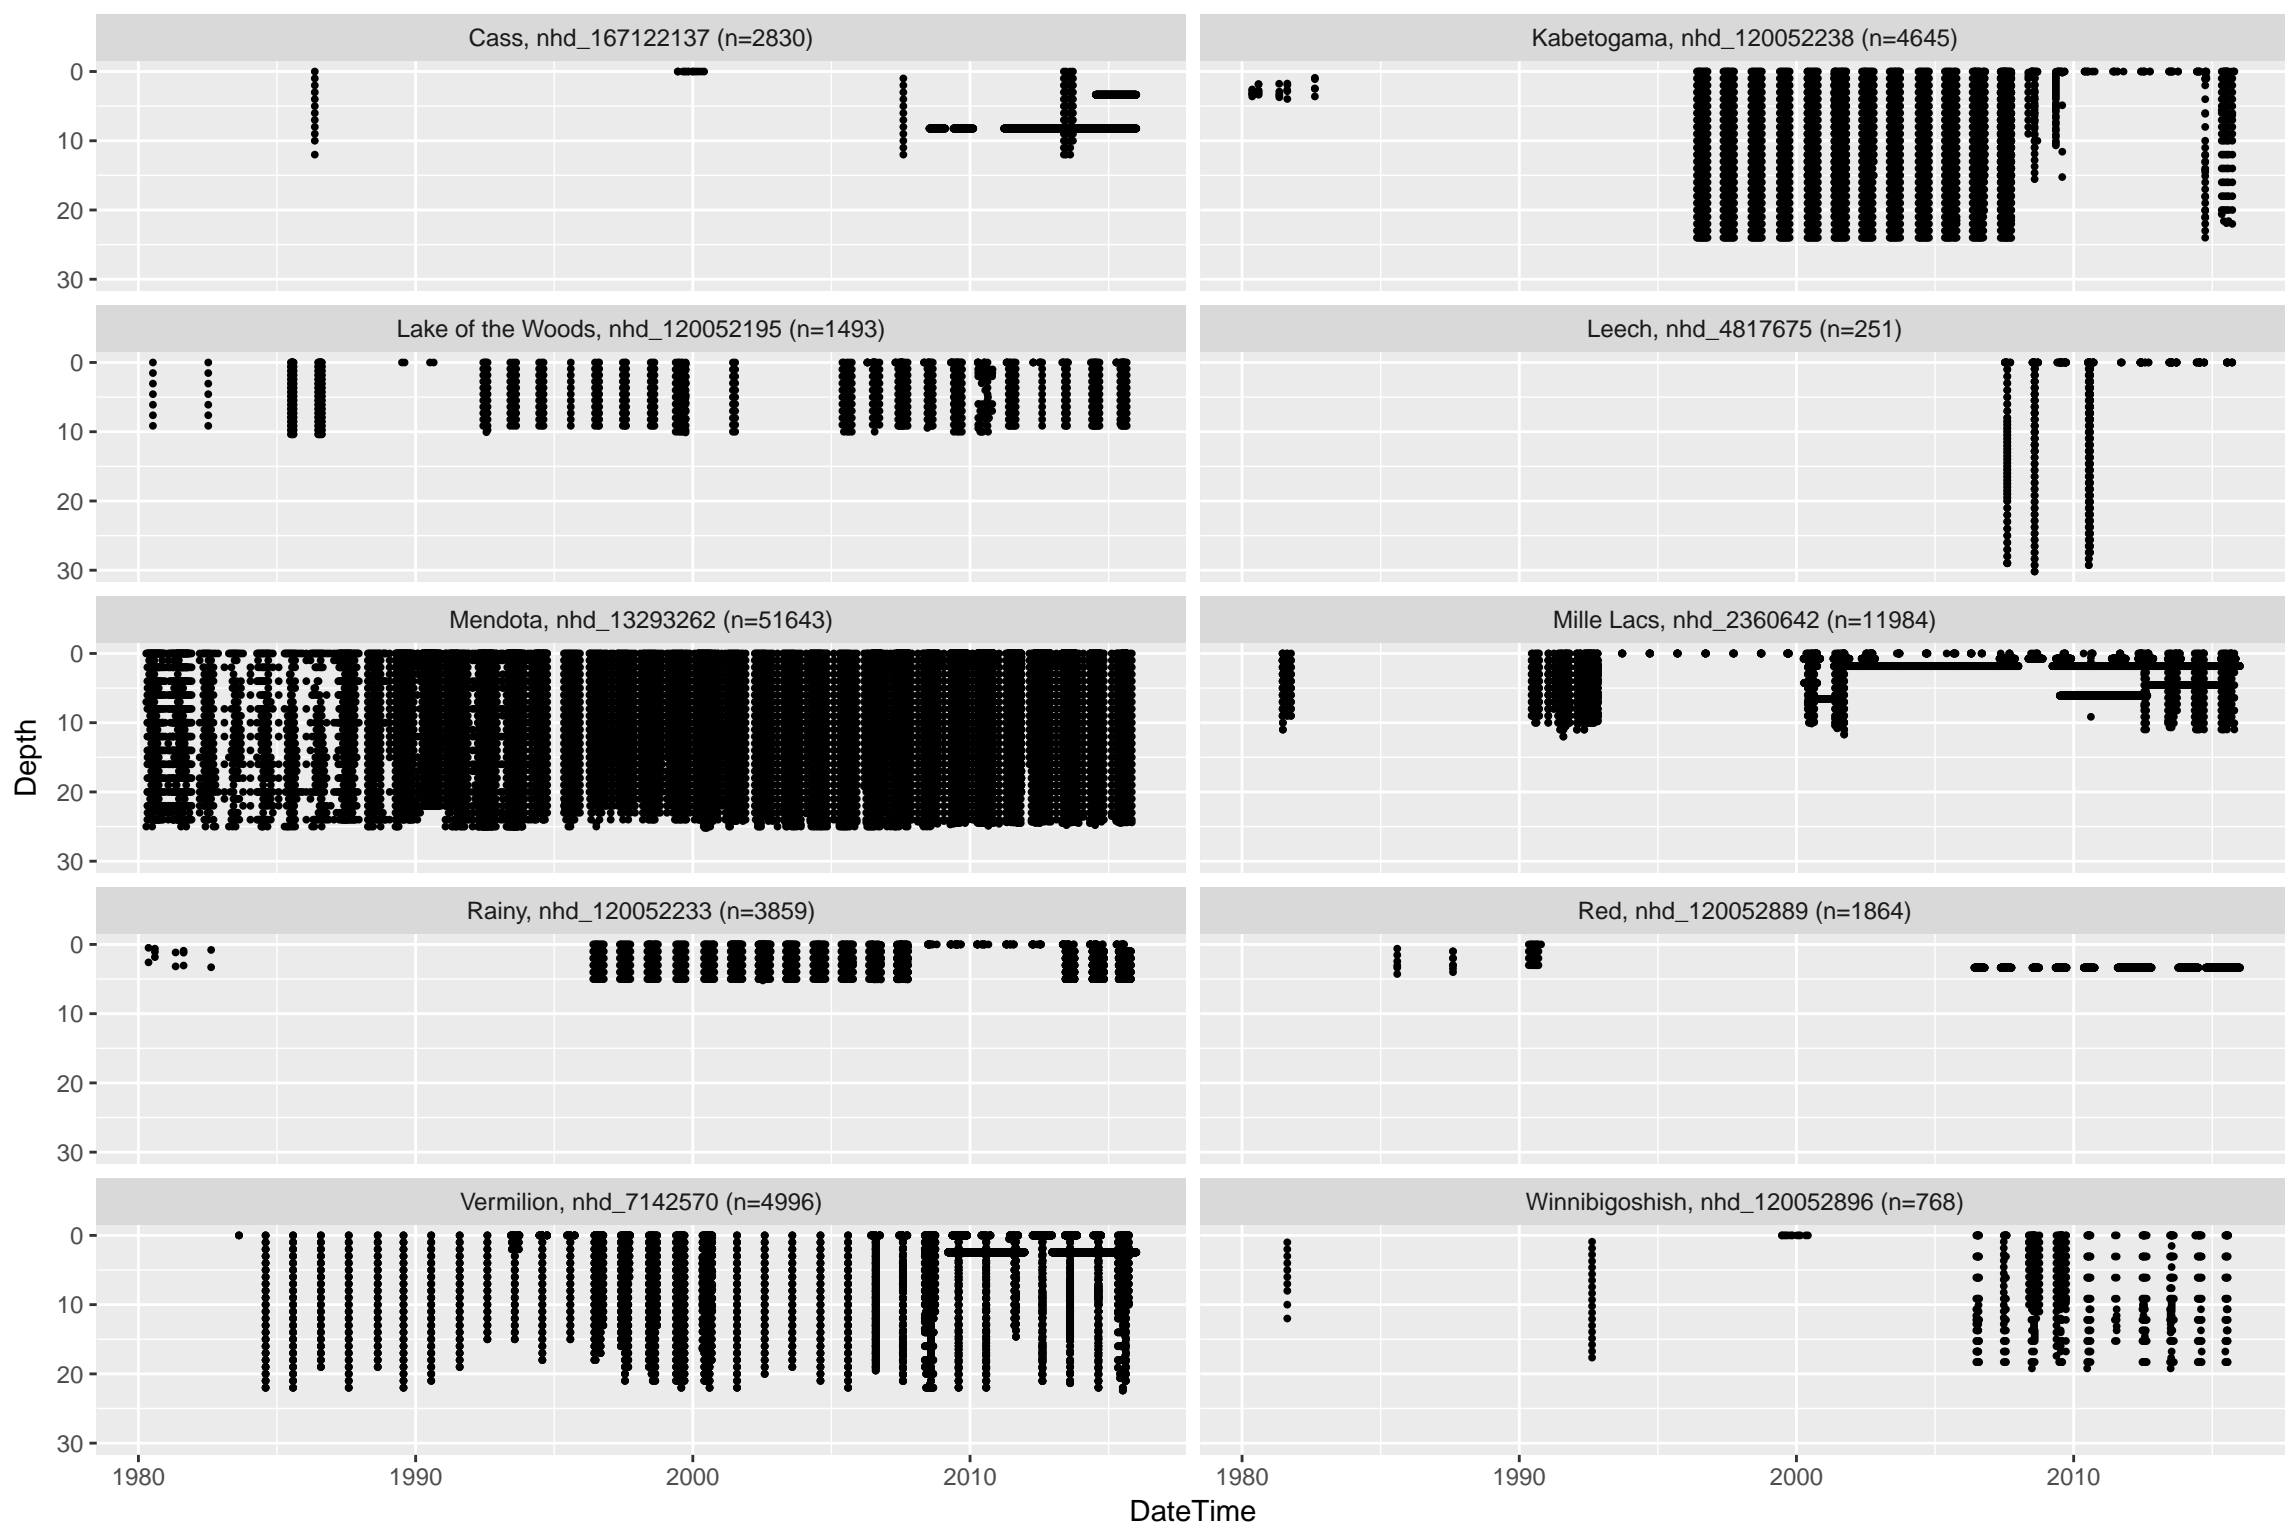 Cass, nhd_167122137 (n=2830)
Kabetogama, nhd_120052238 (n=4645)
0
10
20
30
Lake of the Woods, nhd_120052195 (n=1493)
Leech, nhd_4817675 (n=251)
0
10
20
30
Mendota, nhd_13293262 (n=51643)
Mille Lacs, nhd_2360642 (n=11984)
0
10
20
30
Depth
Rainy, nhd_120052233 (n=3859)
Red, nhd_120052889 (n=1864)
0
10
20
30
Vermilion, nhd_7142570 (n=4996)
Winnibigoshish, nhd_120052896 (n=768)
0
10
20
30
1980 1990 2000 2010 1980 1990 2000 2010
DateTime